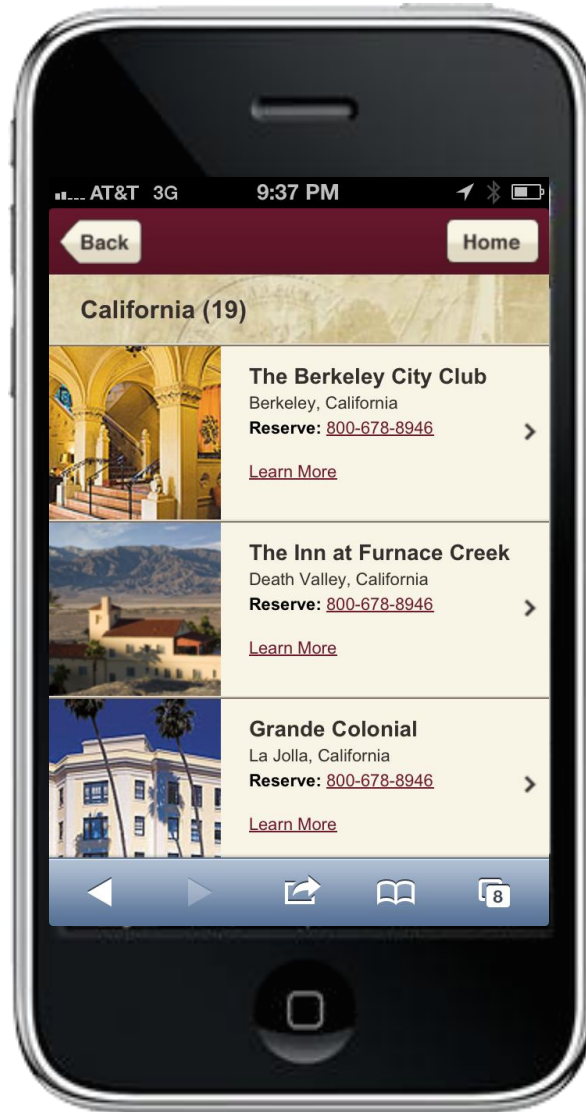 AT&T 3G 9:37 PM
Back Home
California (19)
The Berkeley City Club
Berkeley, California
Reserve: 800-678-8946
Learn More
The Inn at Furnace Creek
Death Valley, California
Reserve: 800-678-8946
Learn More
Grande Colonial
La Jolla, California
Reserve: 800-678-8946
Learn More
8